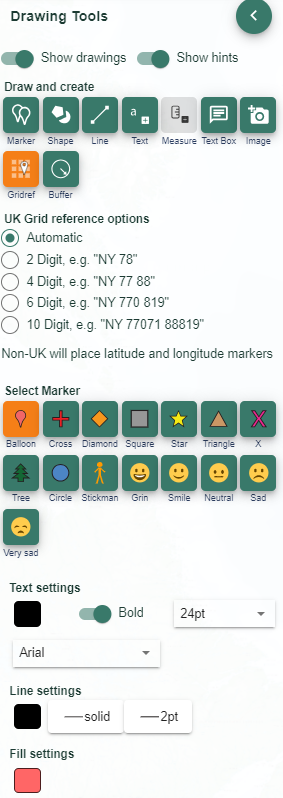 Drawing Tools
Show drawings Show hints
Draw and create
Marker Shape Line Text Measure Text Box Image
Gridref Buffer
UK Grid reference options
Automatic
2 Digit, e.g. "NY 78"
4 Digit, e.g. "NY 77 88"
6 Digit, e.g. "NY 770 819"
10 Digit, e.g. "NY 77071 88819"
Non-UK will place latitude and longitude markers
Select Marker
Balloon Cross Diamond Square Star Triangle X
Tree Circle Stickman Grin Smile Neutral Sad
Very sad
Text settings
Bold 24pt
Arial
Line settings
solid 2pt
Fill settings